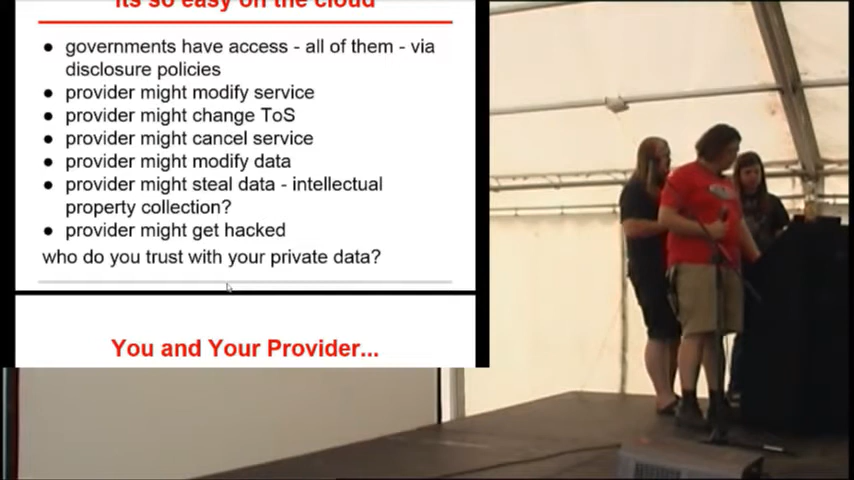 its so easy on the cloud
● governments have access - all of them - via
disclosure policies
● provider might modify service
● provider might change ToS
● provider might cancel service
● provider might modify data
● provider might steal data - intellectual
property collection?
● provider might get hacked
who do you trust with your private data?
You and Your Provider...